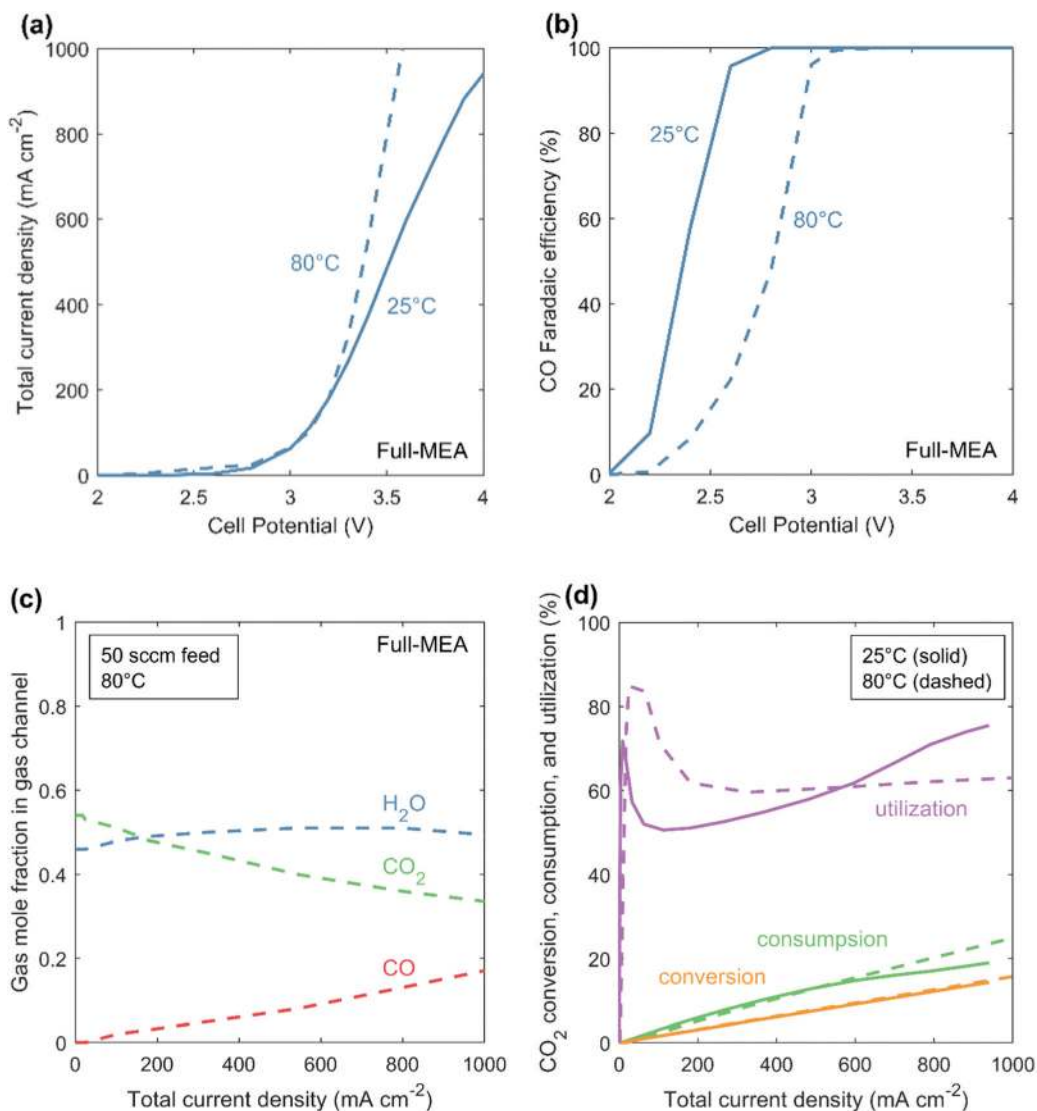 (a)
1000
800
600
400
200
0
Total current density (mA cm⁻²)
80°C
25°C
Full-MEA
2
2.5
3
3.5
4
Cell Potential (V)
(b)
100
80
60
40
20
0
CO Faradaic efficiency (%)
25°C
80°C
Full-MEA
2
2.5
3
3.5
4
Cell Potential (V)
(c)
1
0.8
0.6
0.4
0.2
0
Gas mole fraction in gas channel
50 sccm feed
80°C
Full-MEA
H₂O
CO₂
CO
0
200
400
600
800
1000
Total current density (mA cm⁻²)
(d)
100
80
60
40
20
0
CO₂ conversion, consumption, and utilization (%)
25°C (solid)
80°C (dashed)
utilization
consumpsion
conversion
0
200
400
600
800
1000
Total current density (mA cm⁻²)